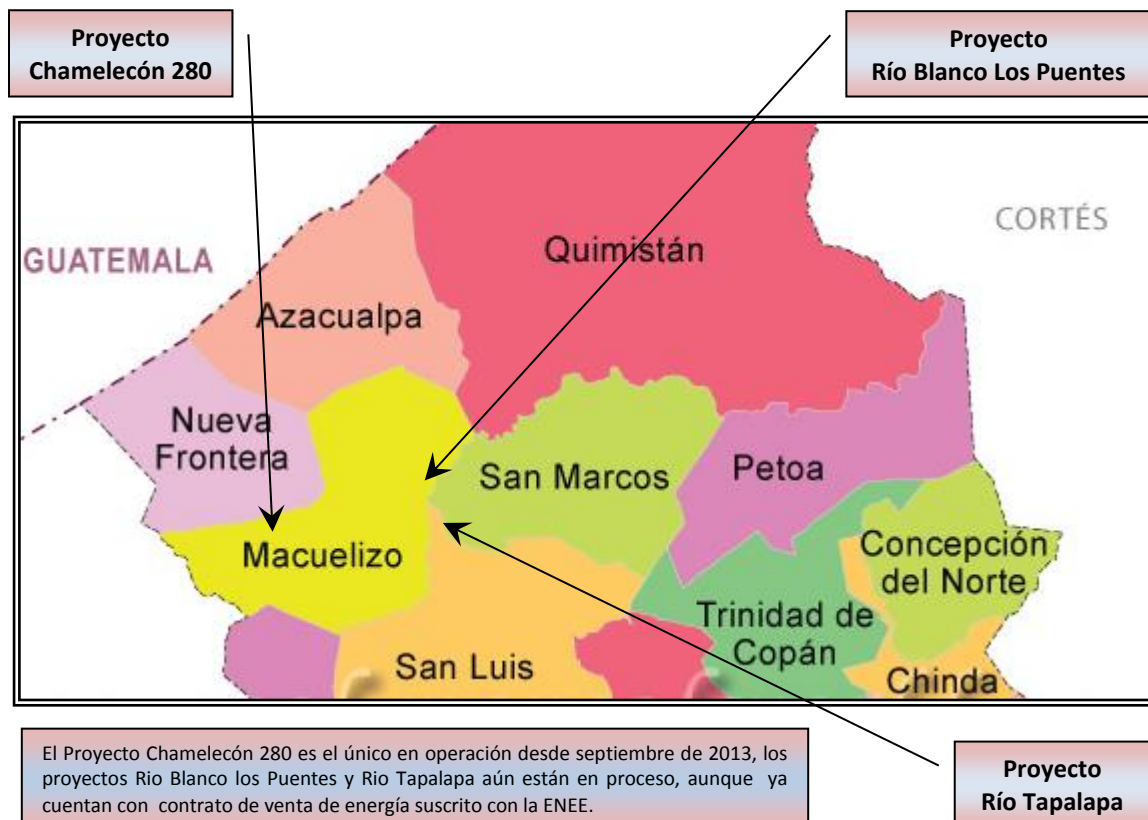 Proyecto
Chamelecón 280
Proyecto
Río Blanco Los Puentes
GUATEMALA
CORTÉS
Quimistán
Azacualpa
Nueva
Frontera
San Marcos
Petoa
Macuelizo
Concepción
del Norte
Trinidad de
Copán
San Luis
Chinda
El Proyecto Chamelecón 280 es el único en operación desde septiembre de 2013, los
proyectos Rio Blanco los Puentes y Rio Tapalapa aún están en proceso, aunque ya
cuentan con contrato de venta de energía suscrito con la ENEE.
Proyecto
Río Tapalapa